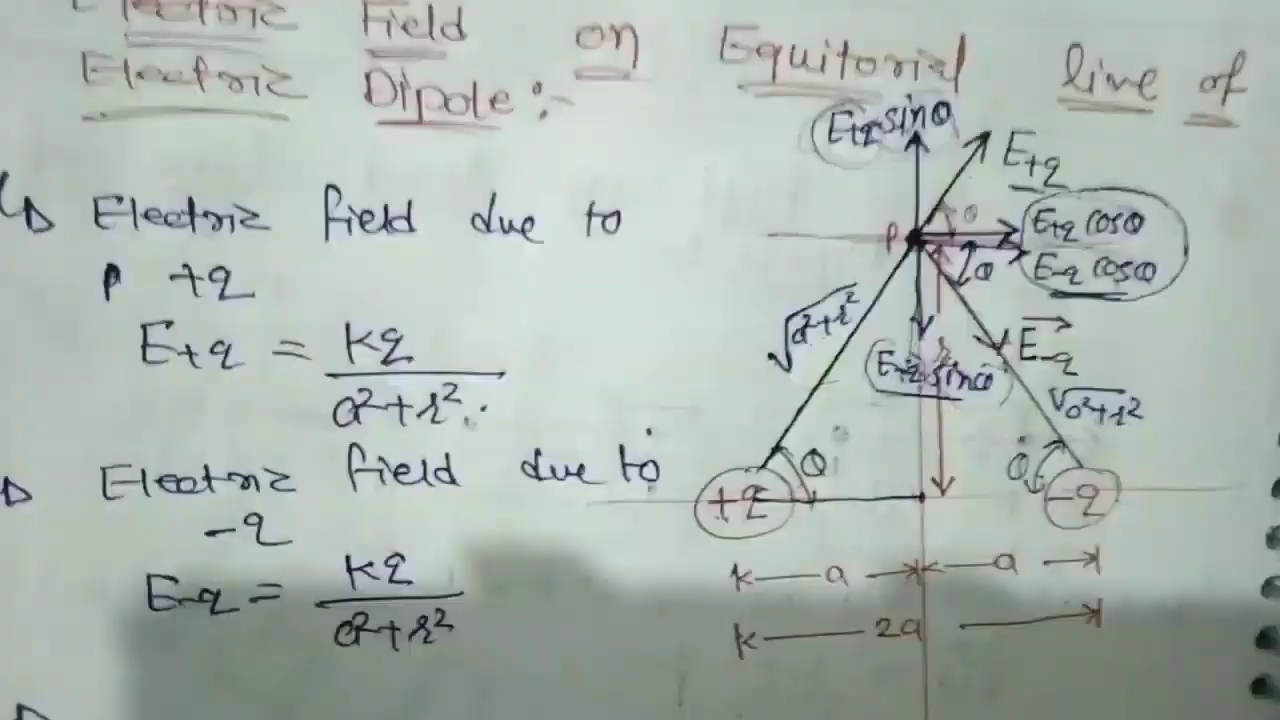 Electric Field on Equitorial line of
Electric Dipole:-
Electric field due to
+q
E+q = kq / a²+r²
Electric field due to
-q
E-q = kq / a²+r²
E+q sinθ
E+q
θ
P
E+q cosθ
E-q cosθ
θ
√a²+r²
E-q sinθ
r
E-q
√a²+r²
θ
θ
+q
-q
a
a
2a